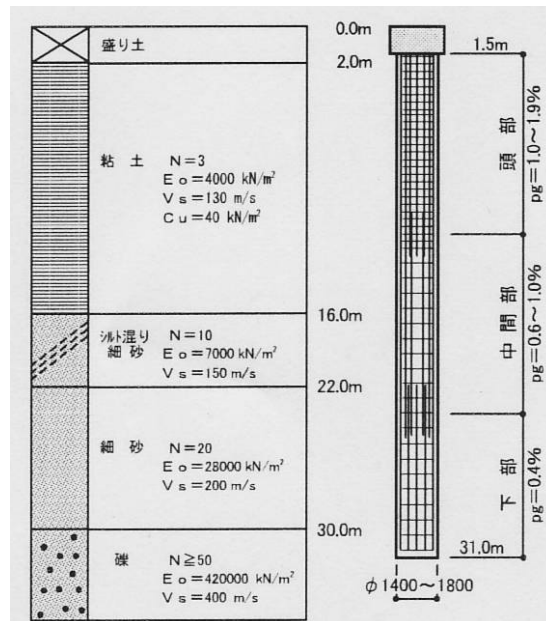 盛り土
粘 土 N=3
Eo=4000 kN/m²
Vs=130 m/s
Cu=40 kN/m²
シルト混り N=10
細砂 Eo=7000 kN/m²
Vs=150 m/s
細 砂 N=20
Eo=28000 kN/m²
Vs=200 m/s
礫 N≧50
Eo=420000 kN/m²
Vs=400 m/s
0.0m
2.0m
16.0m
22.0m
30.0m
1.5m
頭部
pg=1.0~1.9%
中間部
pg=0.6~1.0%
下部
pg=0.4%
31.0m
φ1400~1800